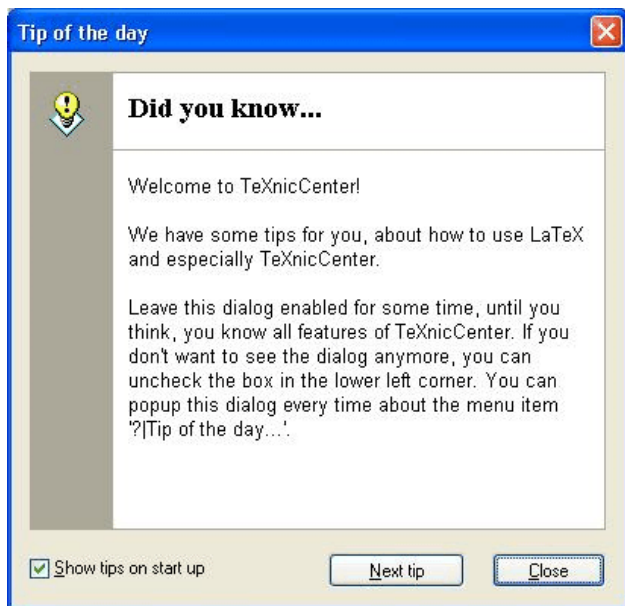 Tip of the day
Did you know...
Welcome to TeXnicCenter!
We have some tips for you, about how to use LaTeX
and especially TeXnicCenter.
Leave this dialog enabled for some time, until you
think, you know all features of TeXnicCenter. If you
don't want to see the dialog anymore, you can
uncheck the box in the lower left corner. You can
popup this dialog every time about the menu item
'?|Tip of the day...'.
Show tips on start up
Next tip
Close